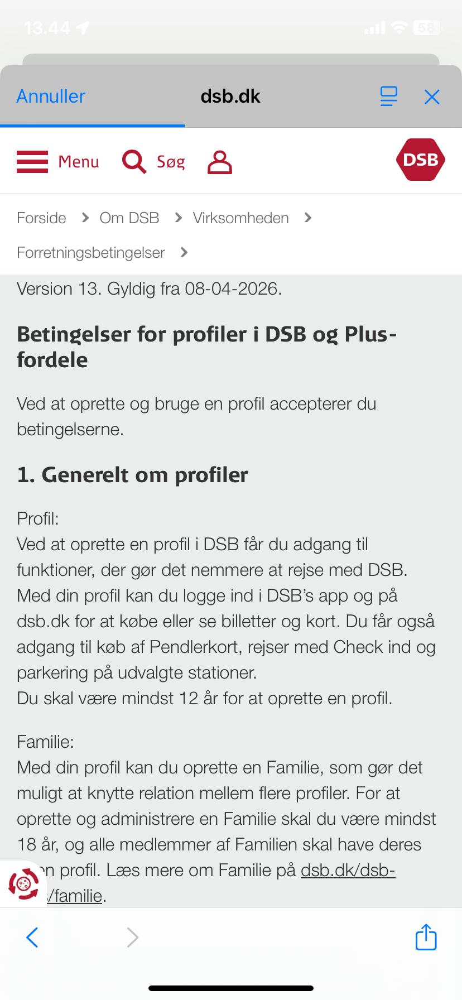 13.44
58
Annuller
dsb.dk
Menu
Søg
DSB
Forside > Om DSB > Virksomheden >
Forretningsbetingelser >
Version 13. Gyldig fra 08-04-2026.
Betingelser for profiler i DSB og Plus-
fordele
Ved at oprette og bruge en profil accepterer du
betingelserne.
1. Generelt om profiler
Profil:
Ved at oprette en profil i DSB får du adgang til
funktioner, der gør det nemmere at rejse med DSB.
Med din profil kan du logge ind i DSB’s app og på
dsb.dk for at købe eller se billetter og kort. Du får også
adgang til køb af Pendlerkort, rejser med Check ind og
parkering på udvalgte stationer.
Du skal være mindst 12 år for at oprette en profil.
Familie:
Med din profil kan du oprette en Familie, som gør det
muligt at knytte relation mellem flere profiler. For at
oprette og administrere en Familie skal du være mindst
18 år, og alle medlemmer af Familien skal have deres
profil. Læs mere om Familie på dsb.dk/dsb-
/familie.